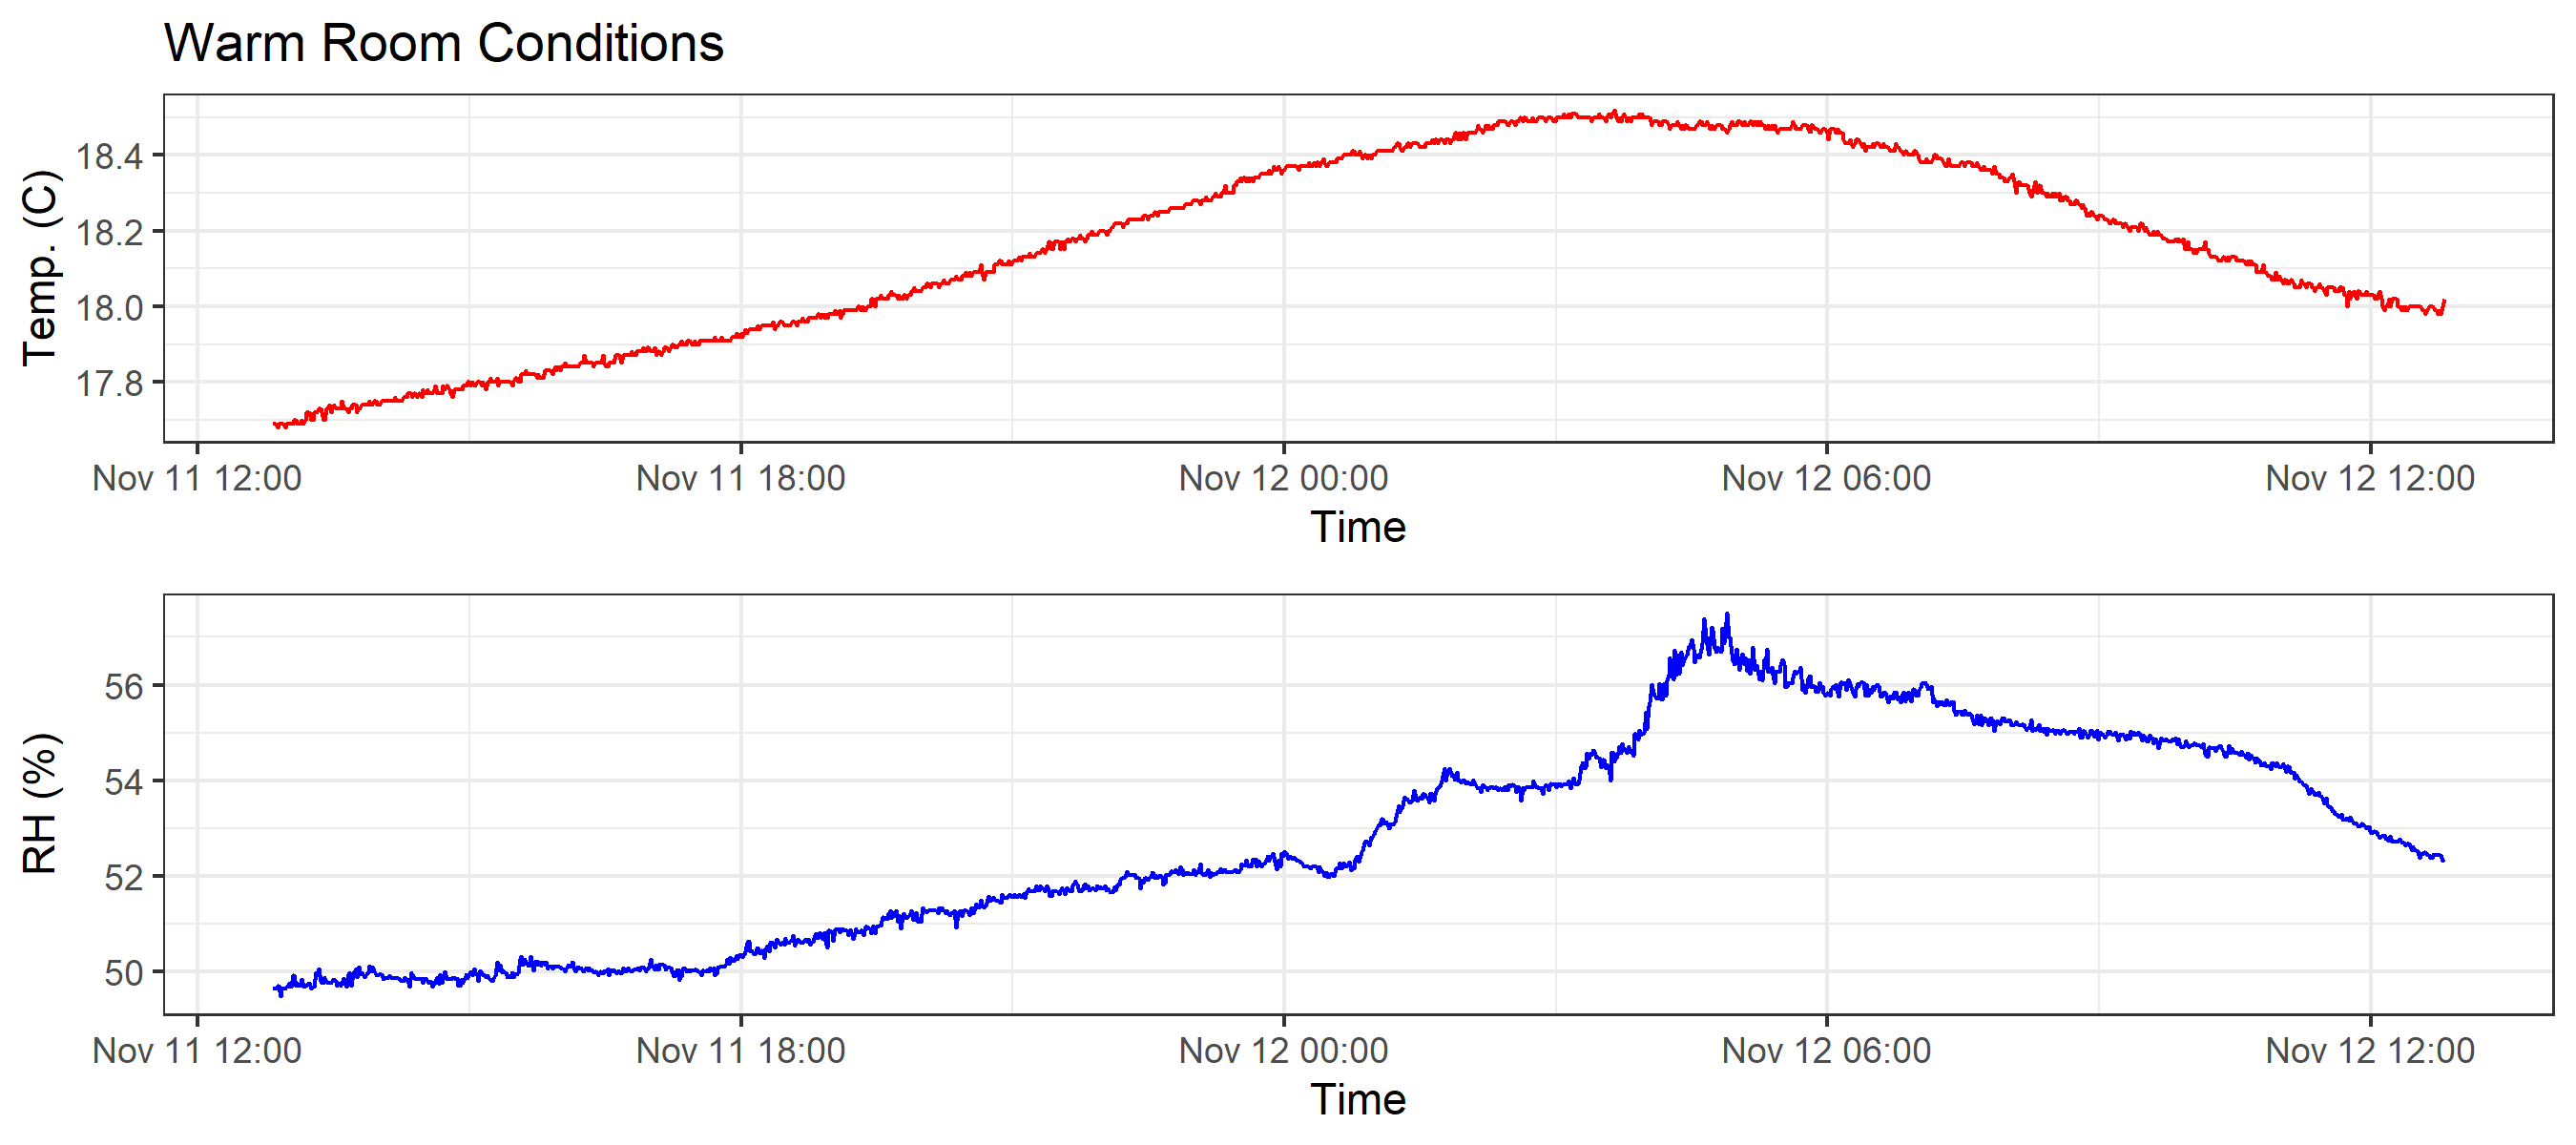 Warm Room Conditions
Temp. (C)
18.4
18.2
18.0
17.8
Nov 11 12:00 Nov 11 18:00 Nov 12 00:00 Nov 12 06:00 Nov 12 12:00
Time
RH (%)
56
54
52
50
Nov 11 12:00 Nov 11 18:00 Nov 12 00:00 Nov 12 06:00 Nov 12 12:00
Time